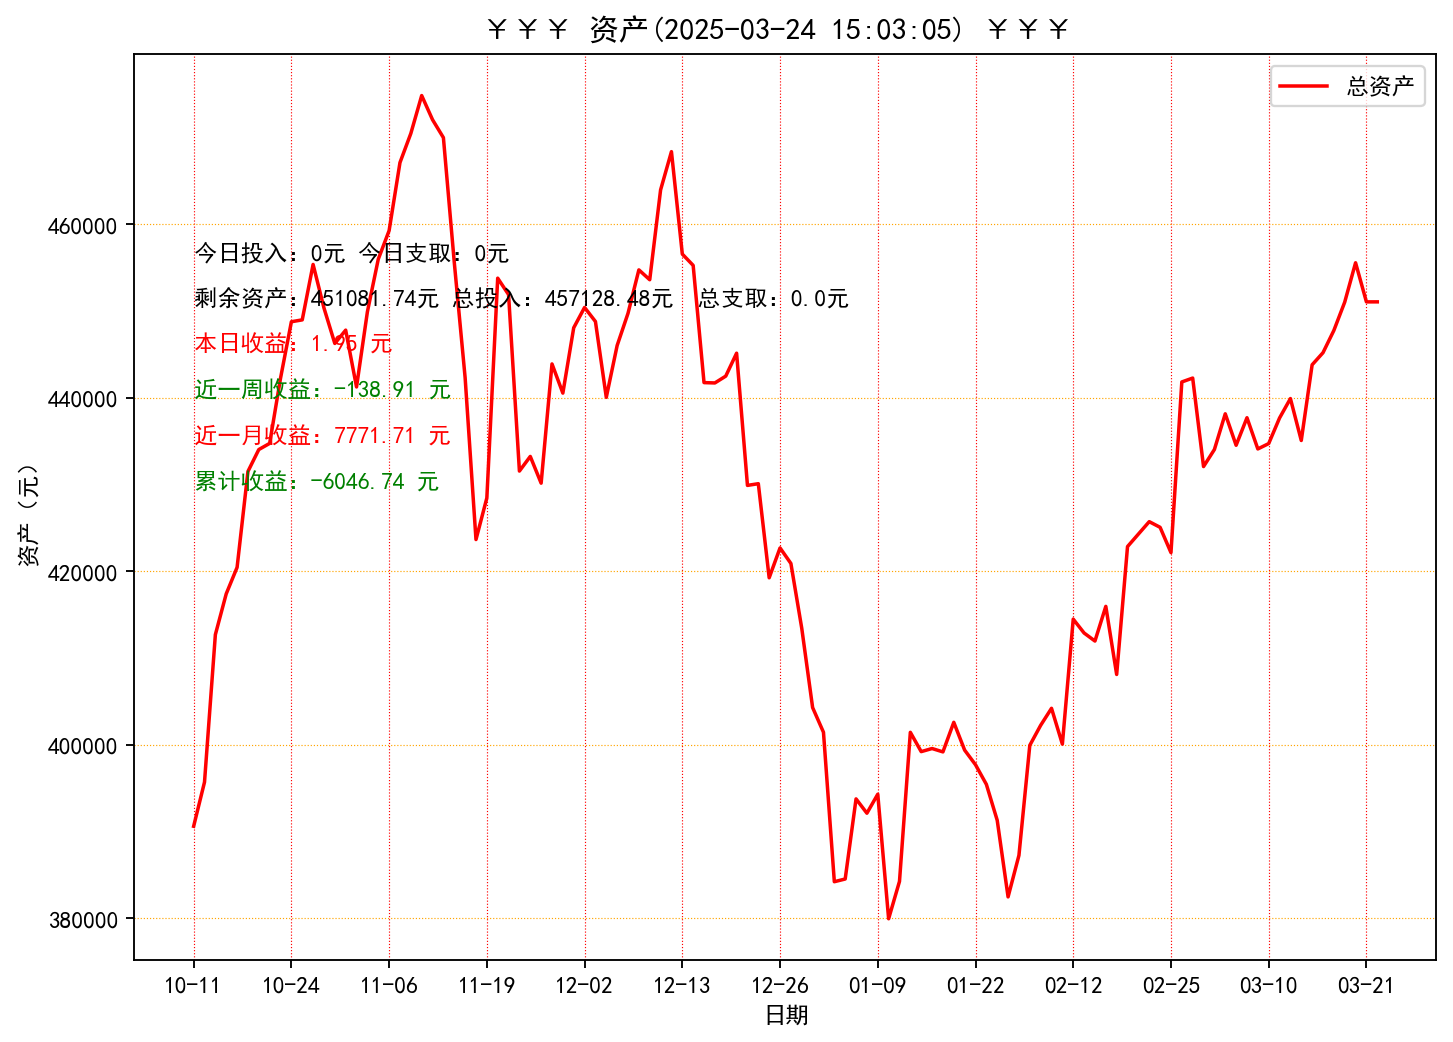 ￥￥￥ 资产(2025-03-24 15:03:05) ￥￥￥
总资产
460000
440000
420000
400000
380000
资产（元）
今日投入：0元 今日支取：0元
剩余资产：451081.74元 总投入：457128.48元 总支取：0.0元
本日收益：1.95 元
近一周收益：-138.91 元
近一月收益：7771.71 元
累计收益：-6046.74 元
10-11 10-24 11-06 11-19 12-02 12-13 12-26 01-09 01-22 02-12 02-25 03-10 03-21
日期